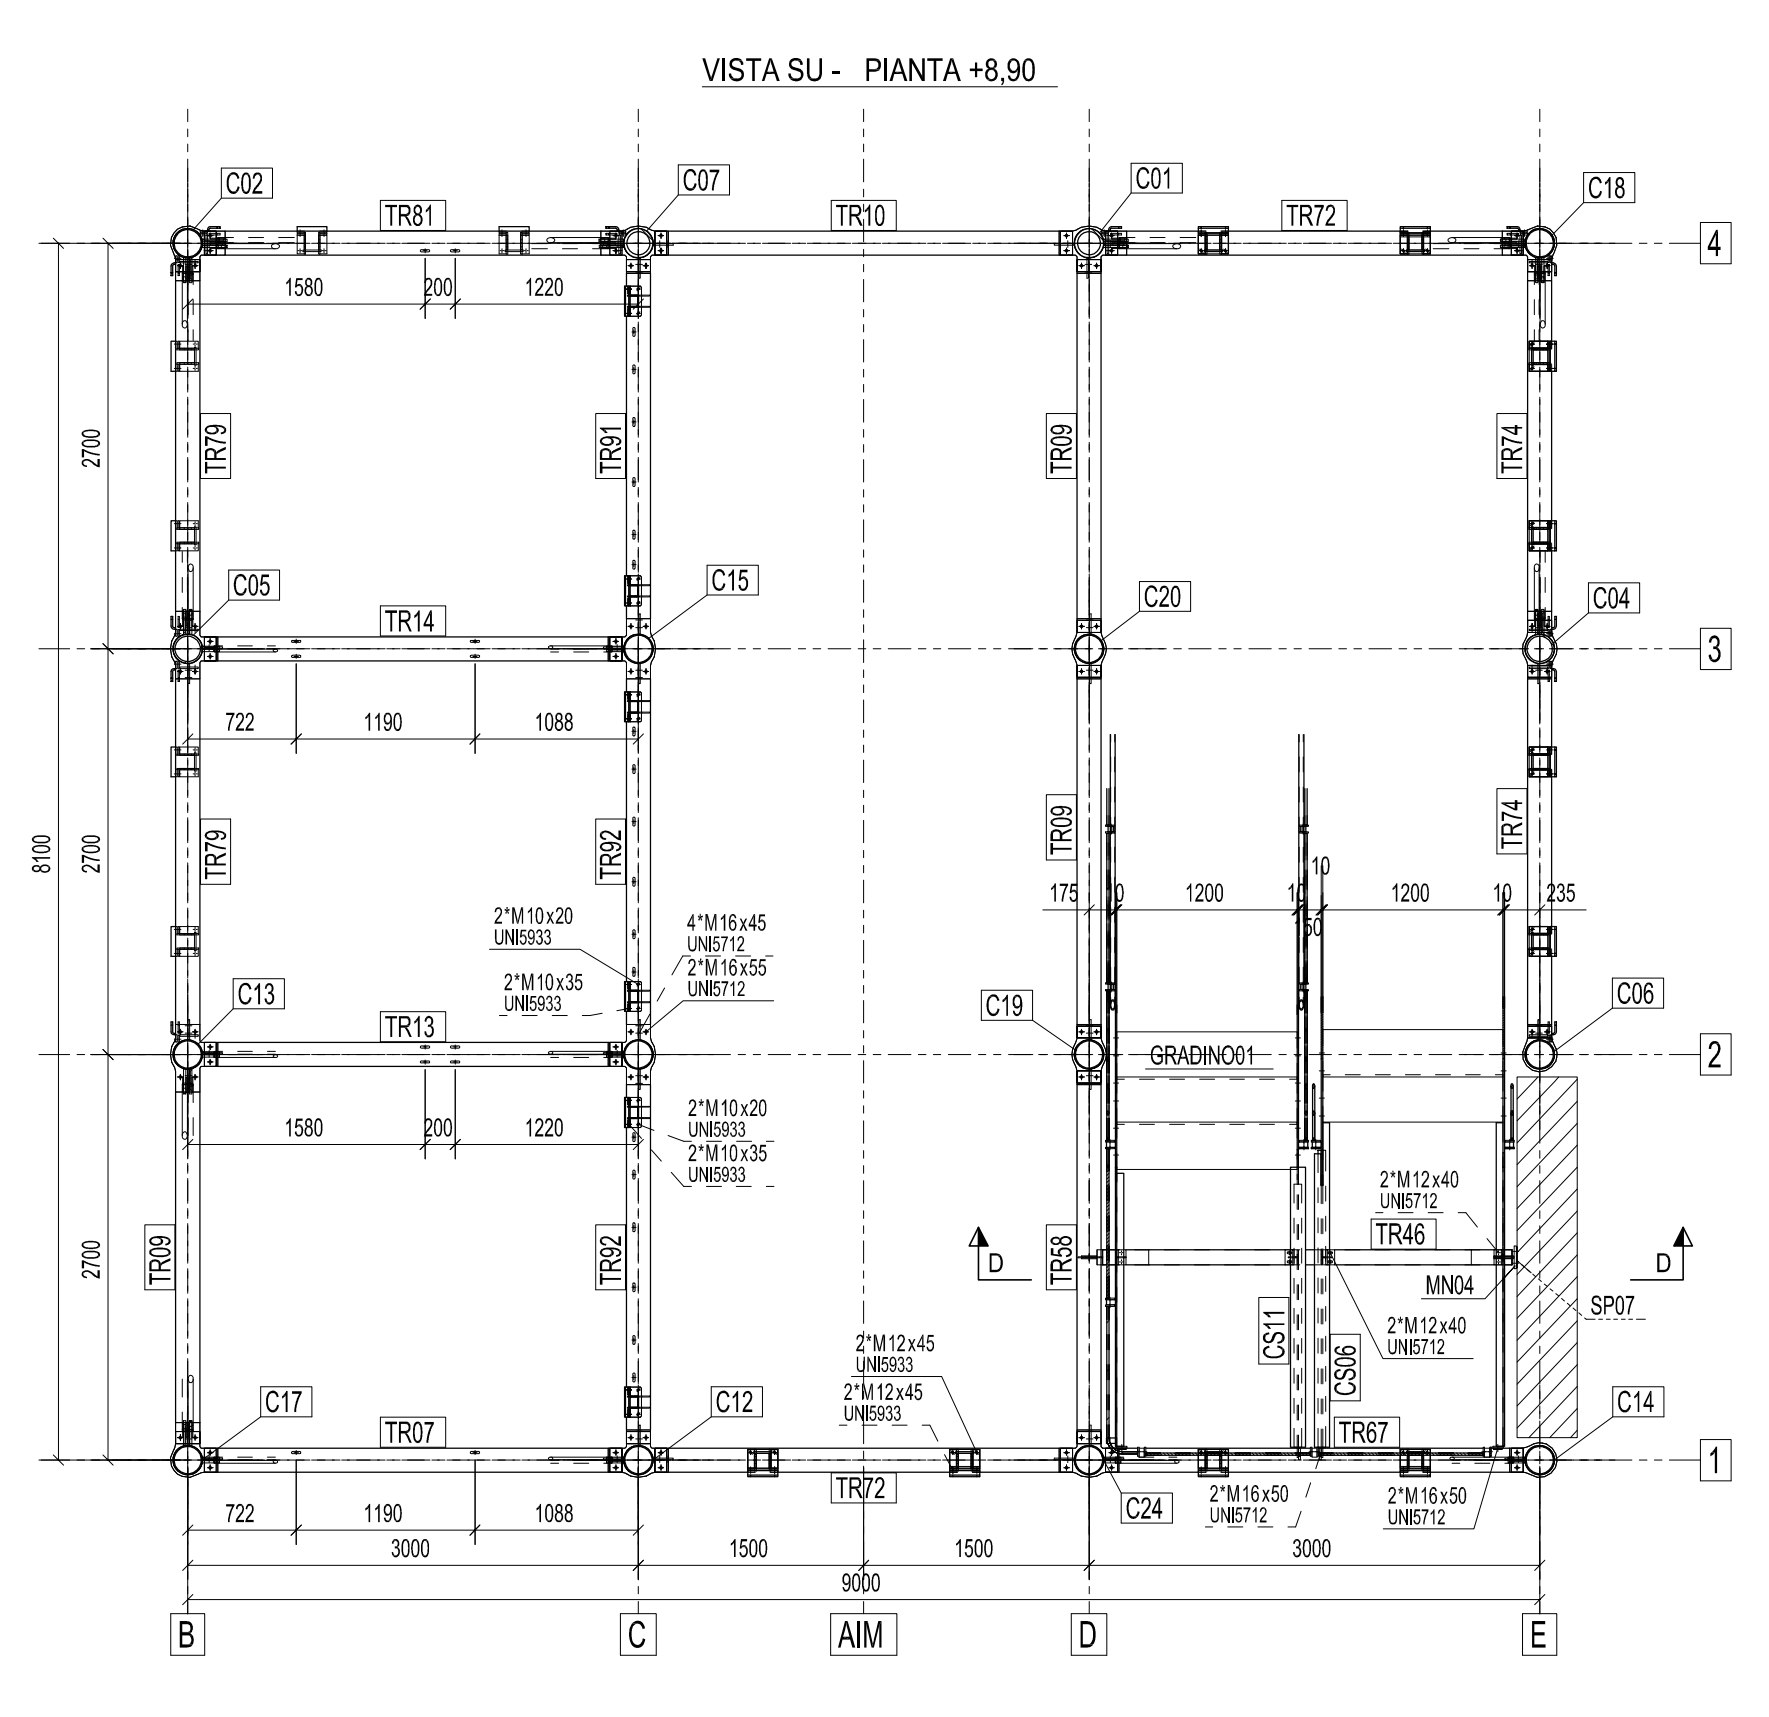 VISTA SU - PIANTA +8,90
C02
C07
C01
C18
TR81
TR10
TR72
4
1580
200
1220
2700
TR79
TR91
TR09
TR74
C05
C15
C20
C04
TR14
3
722
1190
1088
8100
2700
TR79
TR92
TR09
TR74
10
175
10
1200
10
1200
10
235
50
2*M10x20
UNI5933
4*M16x45
UNI5712
2*M16x55
UNI5712
2*M10x35
UNI5933
C13
C19
C06
TR13
GRADINO01
2
1580
200
1220
2*M10x20
UNI5933
2*M10x35
UNI5933
2*M12x40
UNI5712
2700
TR09
TR92
TR58
TR46
D
D
MN04
SP07
CS11
CS06
2*M12x40
UNI5712
2*M12x45
UNI5933
2*M12x45
UNI5933
C17
C12
C14
TR07
TR67
1
TR72
C24
2*M16x50
UNI5712
2*M16x50
UNI5712
722
1190
1088
3000
1500
1500
3000
9000
B
C
AIM
D
E